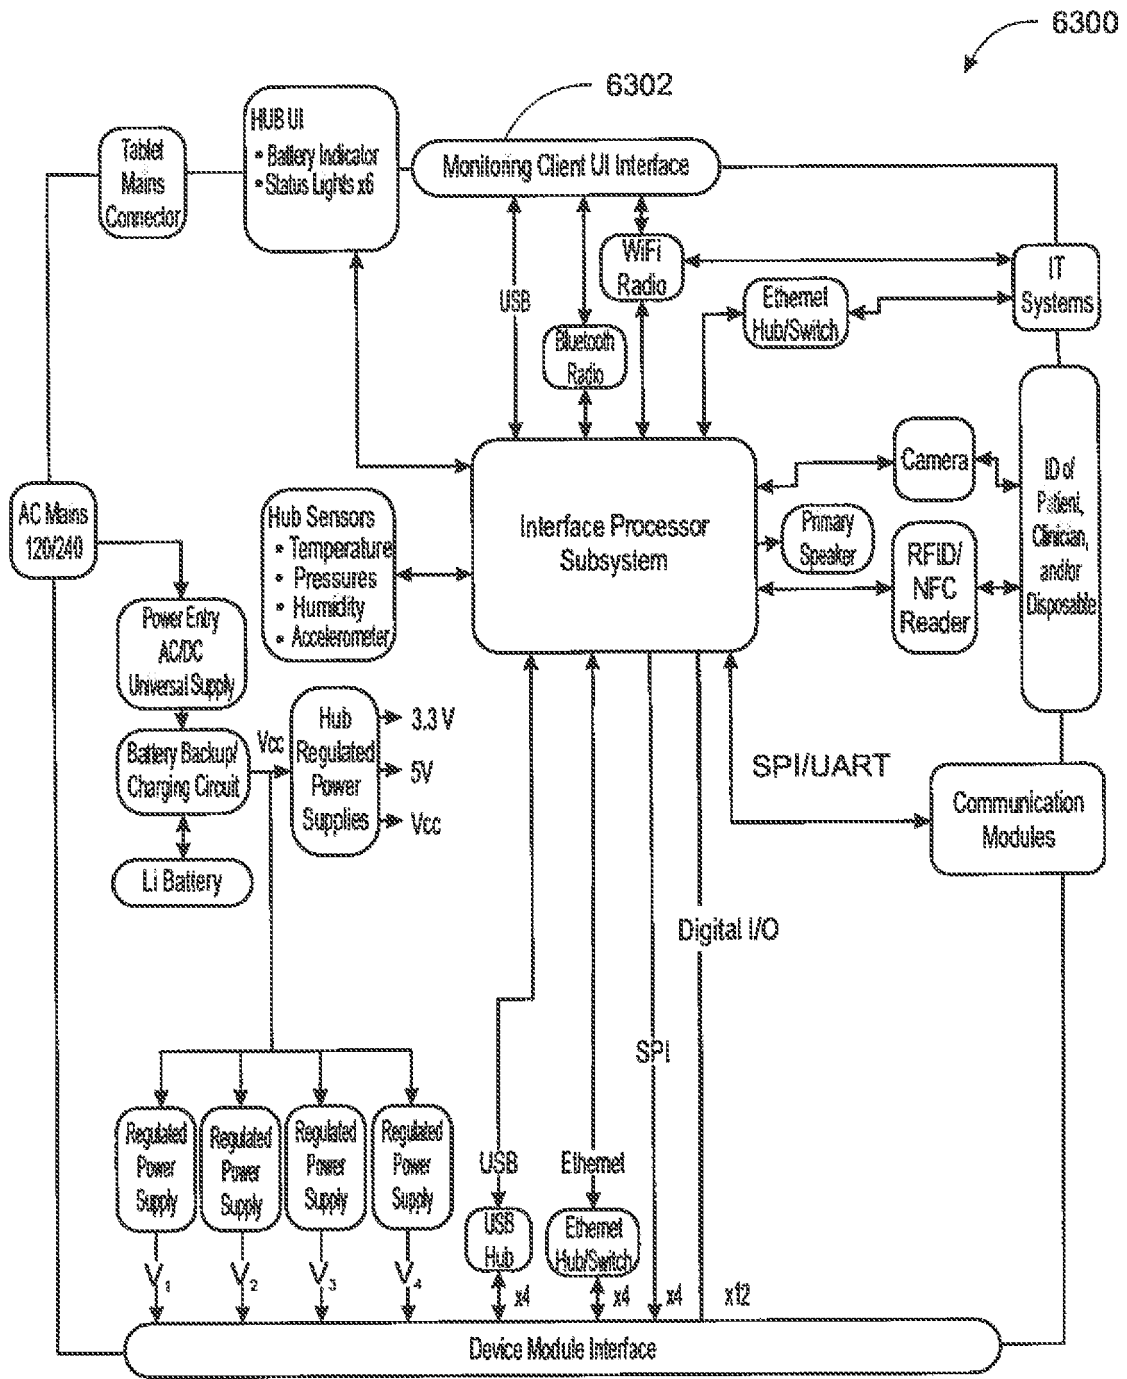 6300
6302
HUB UI
• Battery Indicator
• Status Lights x6
Monitoring Client UI Interface
Tablet
Mains
Connector
WiFi
Radio
IT
Systems
USB
Ethernet
Hub/Switch
Bluetooth
Radio
Camera
ID of
Patient,
Clinician,
and/or
Disposable
AC Mains
120/240
Hub Sensors
• Temperature
• Pressures
• Humidity
• Accelerometer
Interface Processor
Subsystem
Primary
Speaker
RFID/
NFC
Reader
Power Entry
AC/DC
Universal Supply
Hub
Regulated
Power
Supplies
3.3 V
5V
Vcc
Vcc
Battery Backup/
Charging Circuit
SPI/UART
Communication
Modules
Li Battery
Digital I/O
SPI
Regulated
Power
Supply
Regulated
Power
Supply
Regulated
Power
Supply
Regulated
Power
Supply
USB
Ethernet
USB
Hub
Ethernet
Hub/Switch
V1
V2
V3
V4
x4
x4
x4
x12
Device Module Interface